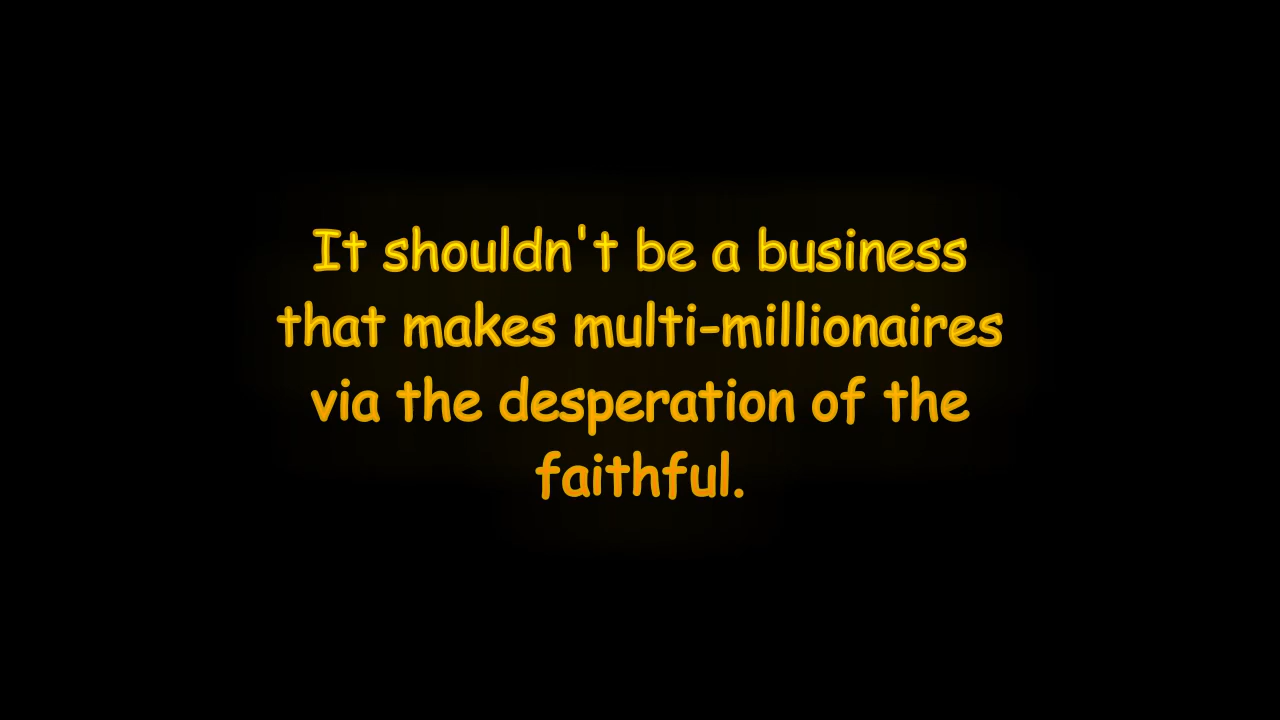 It shouldn't be a business
that makes multi-millionaires
via the desperation of the
faithful.